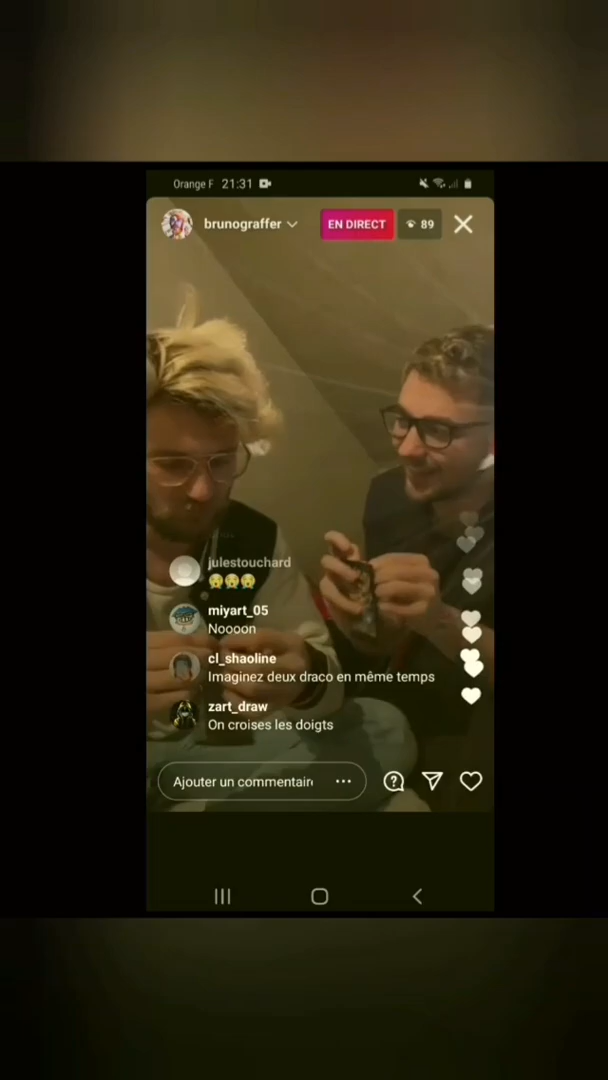 Orange F 21:31
brunograffer
EN DIRECT
89
julestouchard
😭😭😭
miyart_05
Noooon
cl_shaoline
Imaginez deux draco en même temps
zart_draw
On croises les doigts
Ajouter un commentair